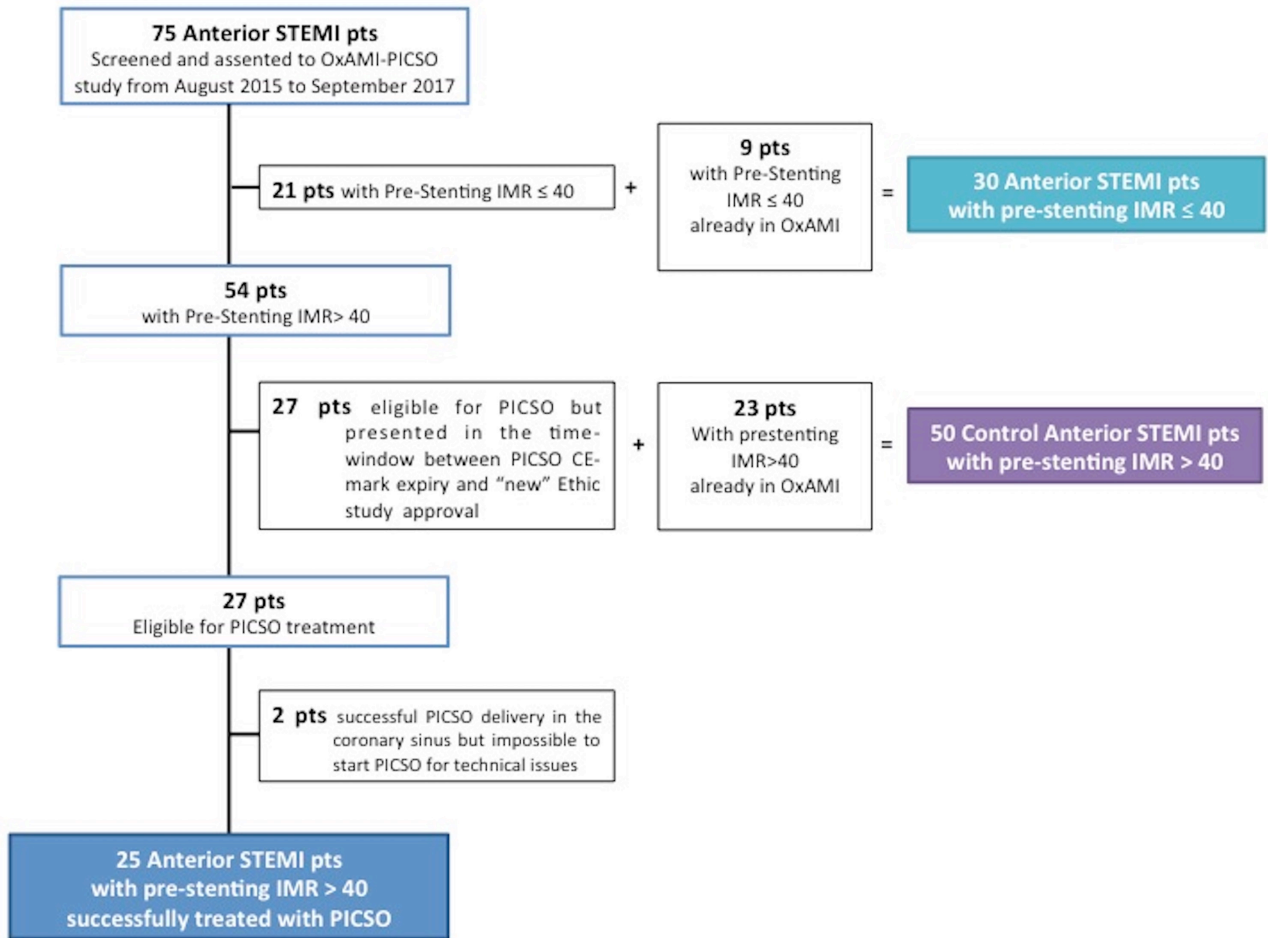 75 Anterior STEMI pts
Screened and assented to OxAMI-PICSO
study from August 2015 to September 2017
21 pts with Pre-Stenting IMR ≤ 40
+
9 pts
with Pre-Stenting
IMR ≤ 40
already in OxAMI
=
30 Anterior STEMI pts
with pre-stenting IMR ≤ 40
54 pts
with Pre-Stenting IMR> 40
27 pts eligible for PICSO but
presented in the time-
window between PICSO CE-
mark expiry and “new” Ethic
study approval
+
23 pts
With prestenting
IMR>40
already in OxAMI
=
50 Control Anterior STEMI pts
with pre-stenting IMR > 40
27 pts
Eligible for PICSO treatment
2 pts successful PICSO delivery in the
coronary sinus but impossible to
start PICSO for technical issues
25 Anterior STEMI pts
with pre-stenting IMR > 40
successfully treated with PICSO